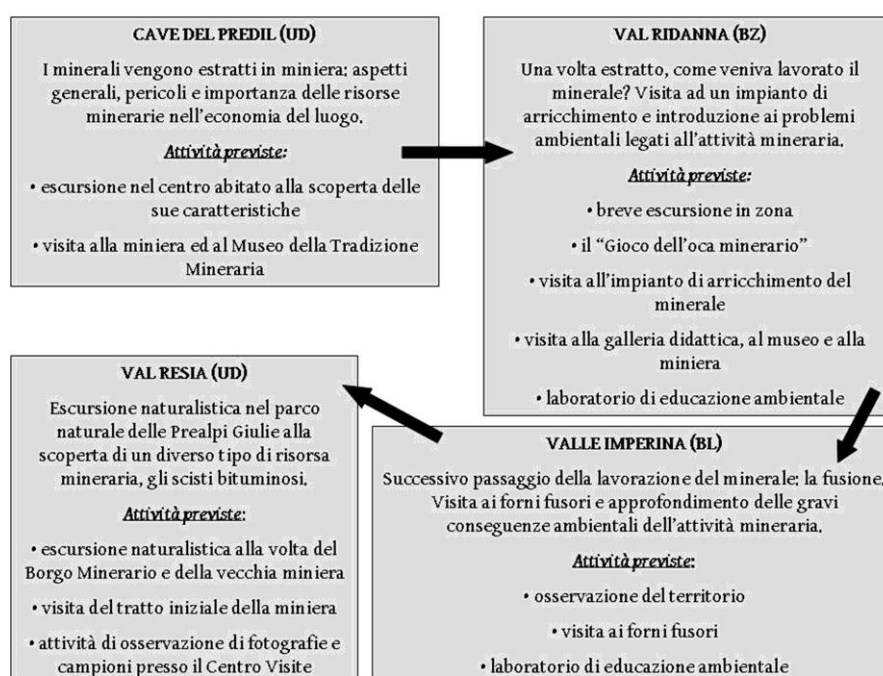 CAVE DEL PREDIL (UD)
I minerali vengono estratti in miniera: aspetti
generali, pericoli e importanza delle risorse
minerarie nell'economia del luogo.
Attività previste:
• escursione nel centro abitato alla scoperta delle
sue caratteristiche
• visita alla miniera ed al Museo della Tradizione
Mineraria
VAL RIDANNA (BZ)
Una volta estratto, come veniva lavorato il
minerale? Visita ad un impianto di
arricchimento e introduzione ai problemi
ambientali legati all'attività mineraria.
Attività previste:
• breve escursione in zona
• il "Gioco dell'oca minerario"
• visita all'impianto di arricchimento del
minerale
• visita alla galleria didattica, al museo e alla
miniera
• laboratorio di educazione ambientale
VALLE IMPERINA (BL)
Successivo passaggio della lavorazione del minerale: la fusione.
Visita ai forni fusori e approfondimento delle gravi
conseguenze ambientali dell'attività mineraria.
Attività previste:
• osservazione del territorio
• visita ai forni fusori
• laboratorio di educazione ambientale
VAL RESIA (UD)
Escursione naturalistica nel parco
naturale delle Prealpi Giulie alla
scoperta di un diverso tipo di risorsa
mineraria, gli scisti bituminosi.
Attività previste:
• escursione naturalistica alla volta del
Borgo Minerario e della vecchia miniera
• visita del tratto iniziale della miniera
• attività di osservazione di fotografie e
campioni presso il Centro Visite